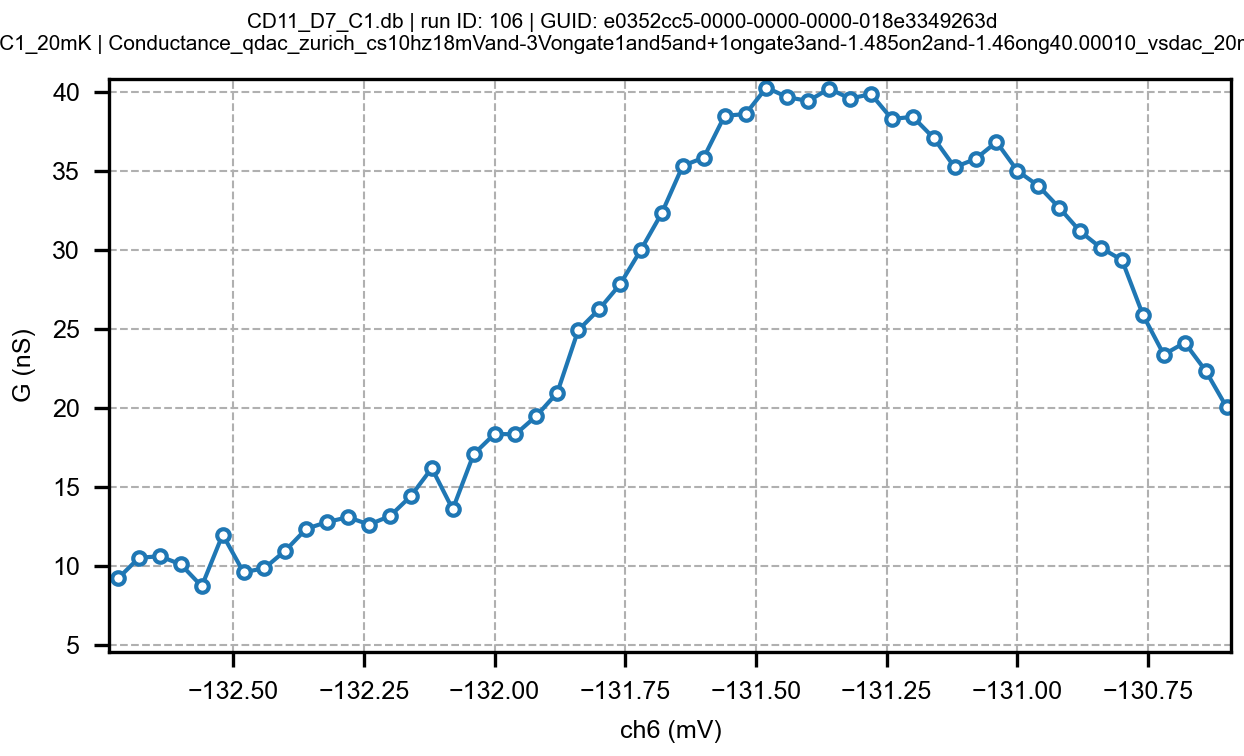 CD11_D7_C1.db | run ID: 106 | GUID: e0352cc5-0000-0000-0000-018e3349263d
C1_20mK | Conductance_qdac_zurich_cs10hz18mVand-3Vongate1and5and+1ongate3and-1.485on2and-1.46ong40.00010_vsdac_20
40
35
30
25
20
15
10
5
G (nS)
−132.50 −132.25 −132.00 −131.75 −131.50 −131.25 −131.00 −130.75
ch6 (mV)